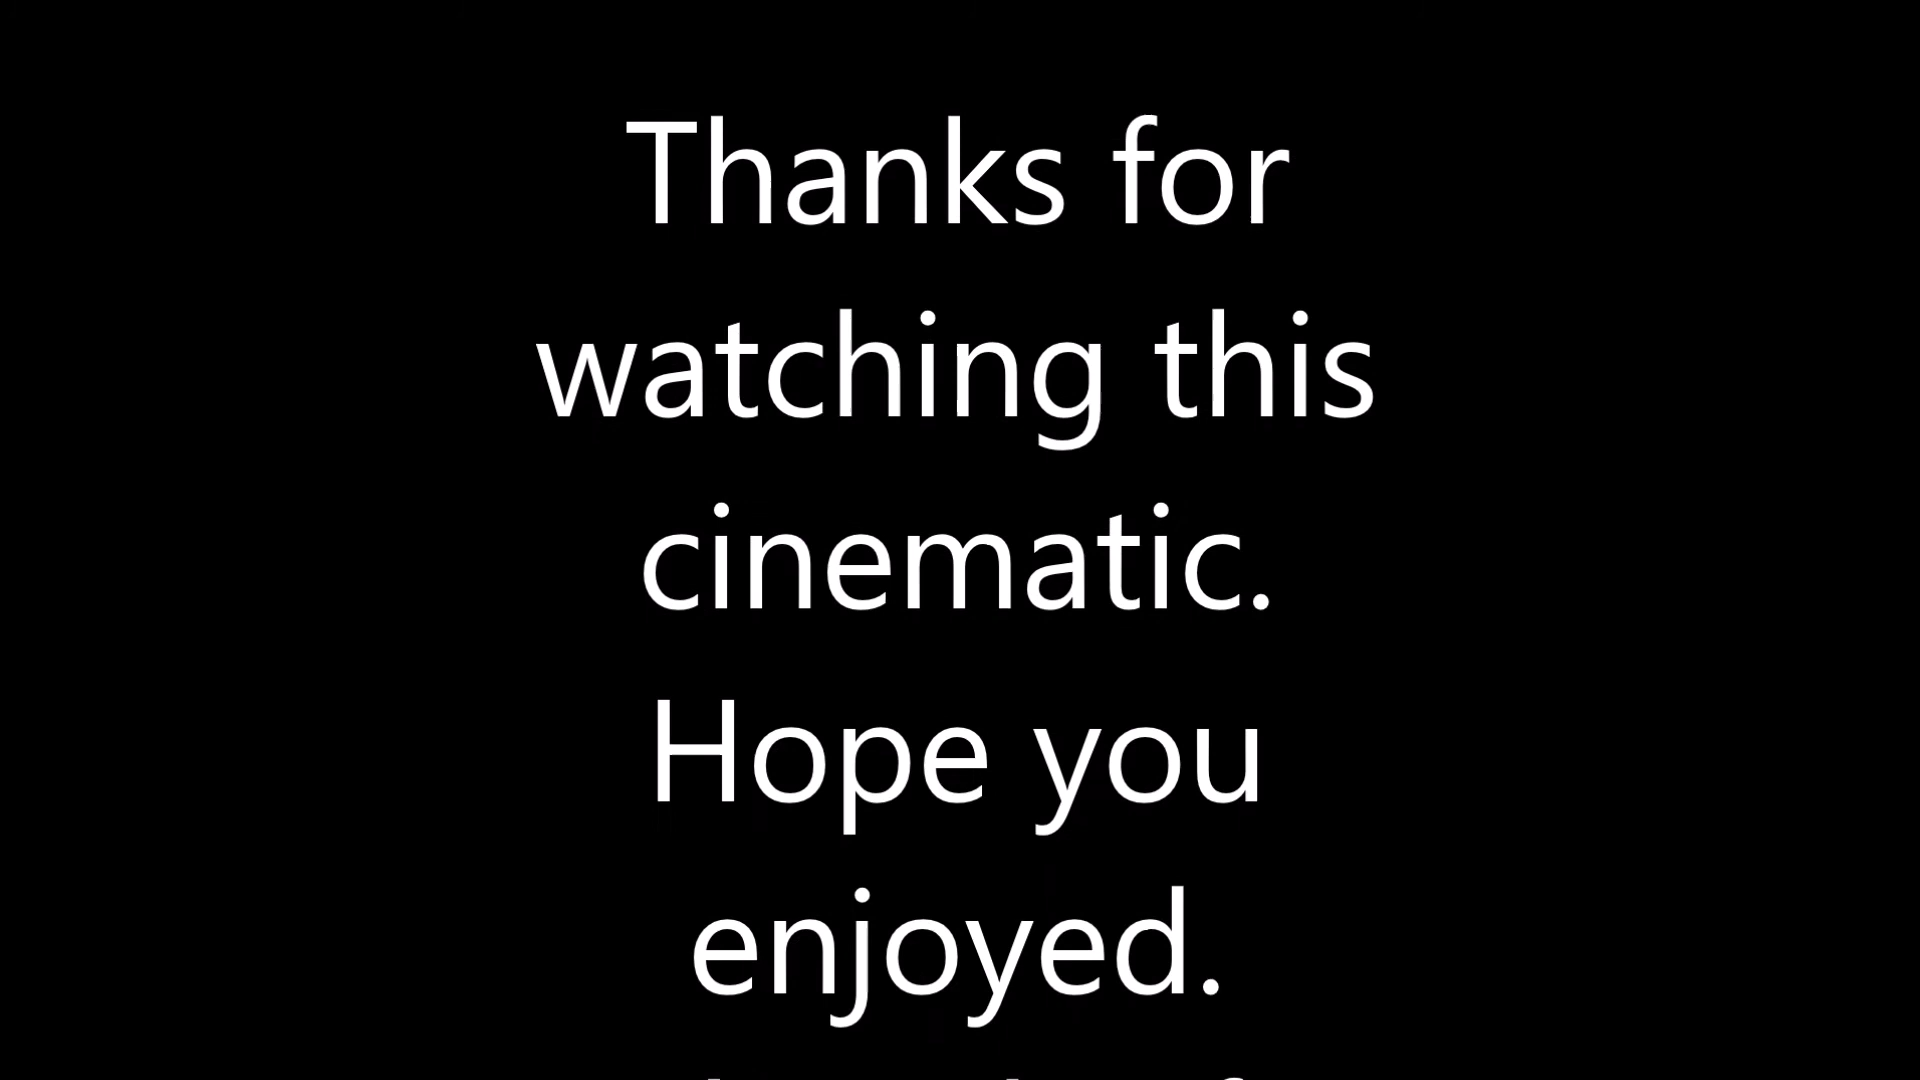 Thanks for
watching this
cinematic.
Hope you
enjoyed.